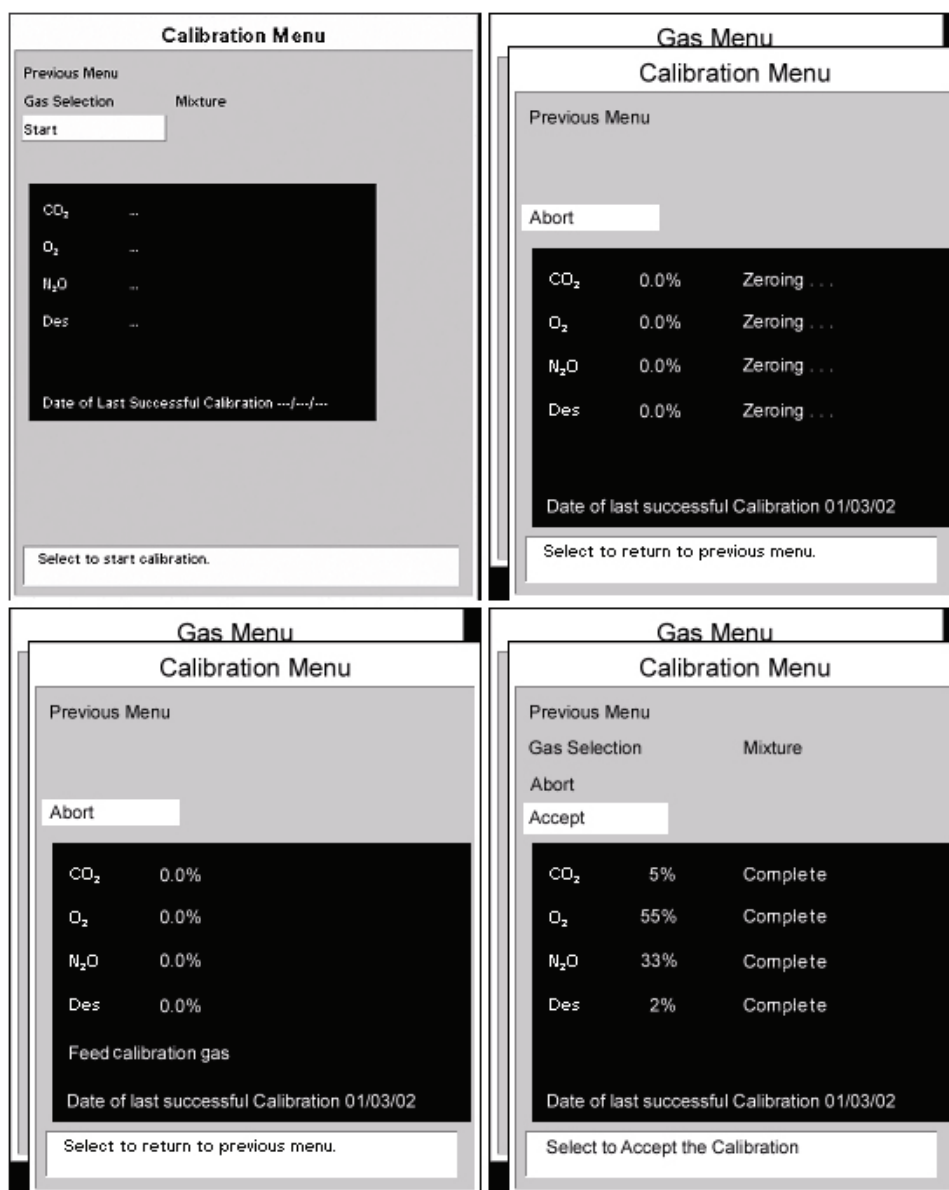 Calibration Menu
Previous Menu
Gas Selection Mixture
Start
CO₂ ...
O₂ ...
N₂O ...
Des ...
Date of Last Successful Calibration ---/---/---
Select to start calibration.
Gas Menu
Calibration Menu
Previous Menu
Abort
CO₂ 0.0% Zeroing . . .
O₂ 0.0% Zeroing . . .
N₂O 0.0% Zeroing . . .
Des 0.0% Zeroing . . .
Date of last successful Calibration 01/03/02
Select to return to previous menu.
Gas Menu
Calibration Menu
Previous Menu
Abort
CO₂ 0.0%
O₂ 0.0%
N₂O 0.0%
Des 0.0%
Feed calibration gas
Date of last successful Calibration 01/03/02
Select to return to previous menu.
Gas Menu
Calibration Menu
Previous Menu
Gas Selection Mixture
Abort
Accept
CO₂ 5% Complete
O₂ 55% Complete
N₂O 33% Complete
Des 2% Complete
Date of last successful Calibration 01/03/02
Select to Accept the Calibration